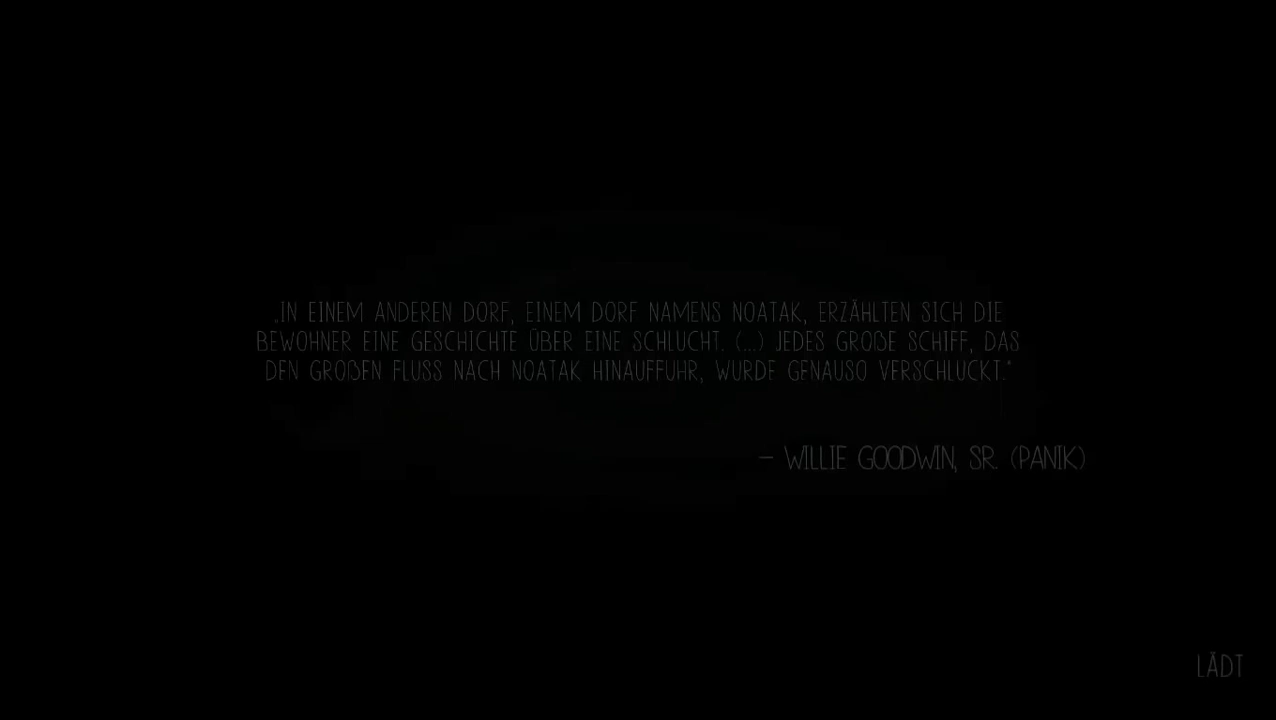 „IN EINEM ANDEREN DORF, EINEM DORF NAMENS NOATAK, ERZÄHLTEN SICH DIE
BEWOHNER EINE GESCHICHTE ÜBER EINE SCHLUCHT. (...) JEDES GROßE SCHIFF, DAS
DEN GROßEN FLUSS NACH NOATAK HINAUFFUHR, WURDE GENAUSO VERSCHLUCKT.“
– WILLIE GOODWIN, SR. (PANIK)
LÄDT